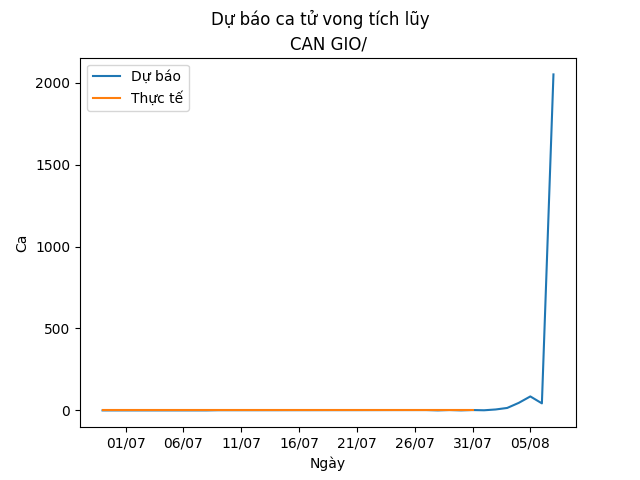 Dự báo ca tử vong tích lũy
CAN GIO/
Dự báo
Thực tế
2000
1500
1000
500
0
Ca
01/07 06/07 11/07 16/07 21/07 26/07 31/07 05/08
Ngày